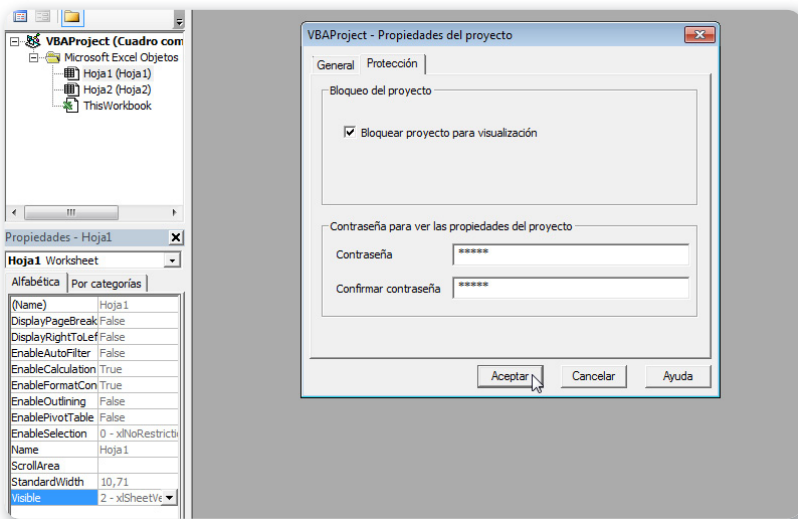 VBAProject (Cuadro com
Microsoft Excel Objetos
Hoja1 (Hoja1)
Hoja2 (Hoja2)
ThisWorkbook
Propiedades - Hoja1
Hoja1 Worksheet
Alfabética
Por categorías
(Name) Hoja1
DisplayPageBreak False
DisplayRightToLef False
EnableAutoFilter False
EnableCalculation True
EnableFormatCon True
EnableOutlining False
EnablePivotTable False
EnableSelection 0 - xlNoRestricti
Name Hoja1
ScrollArea
StandardWidth 10,71
Visible 2 - xlSheetVe
VBAProject - Propiedades del proyecto
General
Protección
Bloqueo del proyecto
Bloquear proyecto para visualización
Contraseña para ver las propiedades del proyecto
Contraseña *****
Confirmar contraseña *****
Aceptar
Cancelar
Ayuda